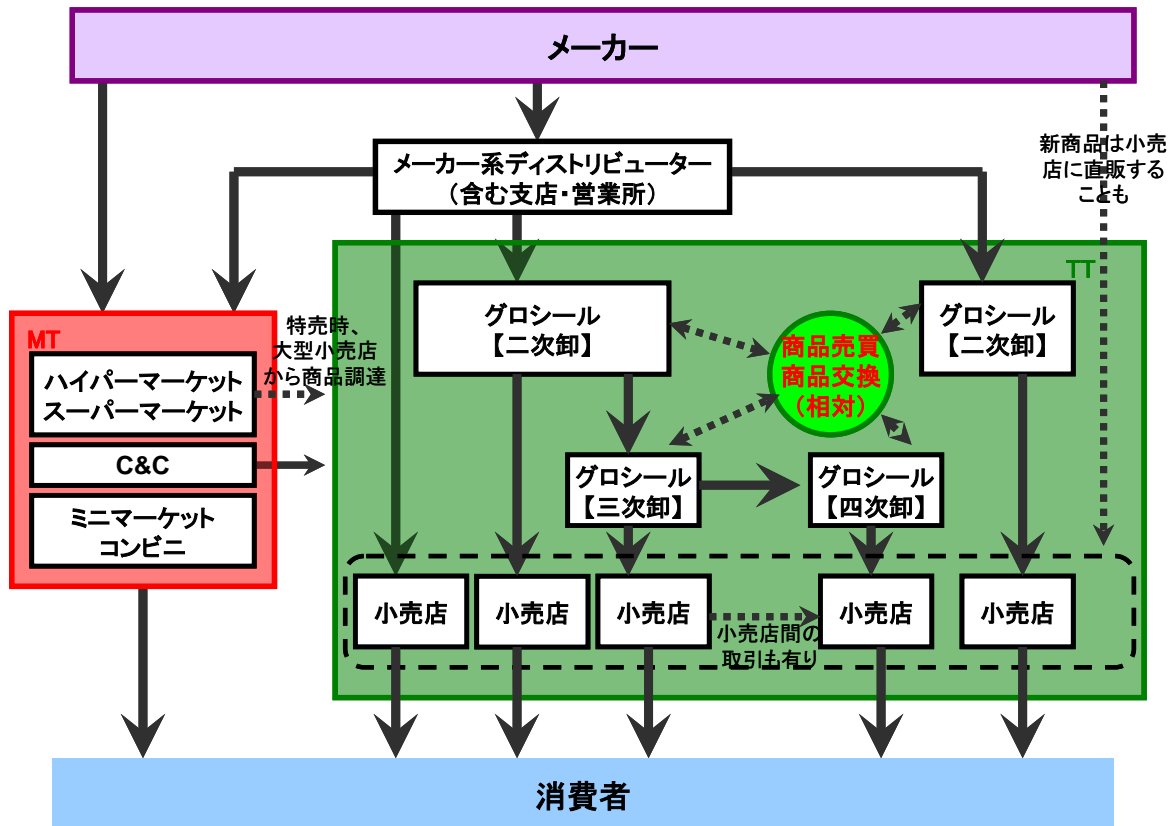 メーカー
メーカー系ディストリビューター
（含む支店・営業所）
新商品は小売
店に直販する
ことも
TT
MT
ハイパーマーケット
スーパーマーケット
C&C
ミニマーケット
コンビニ
特売時、
大型小売店
から商品調達
グロシール
【二次卸】
商品売買
商品交換
（相対）
グロシール
【二次卸】
グロシール
【三次卸】
グロシール
【四次卸】
小売店
小売店
小売店
小売店間の
取引も有り
小売店
小売店
消費者